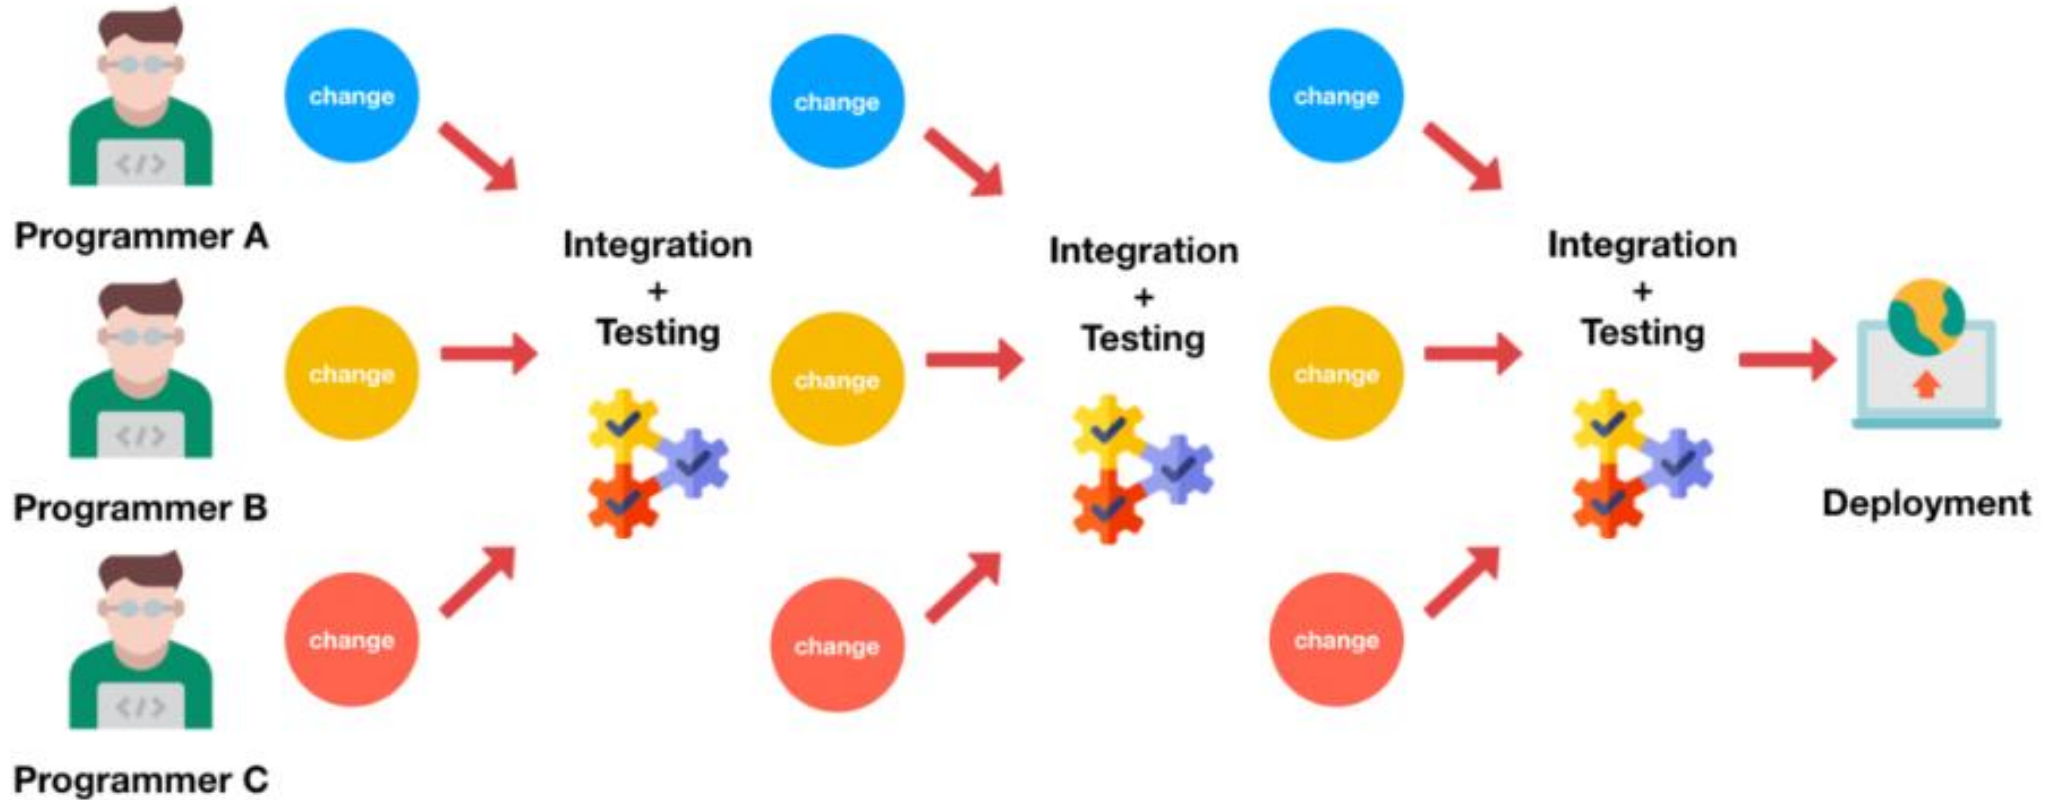 change
change
change
</>
Programmer A
Integration
+
Testing
Integration
+
Testing
Integration
+
Testing
change
change
change
</>
Programmer B
Deployment
change
change
change
</>
Programmer C